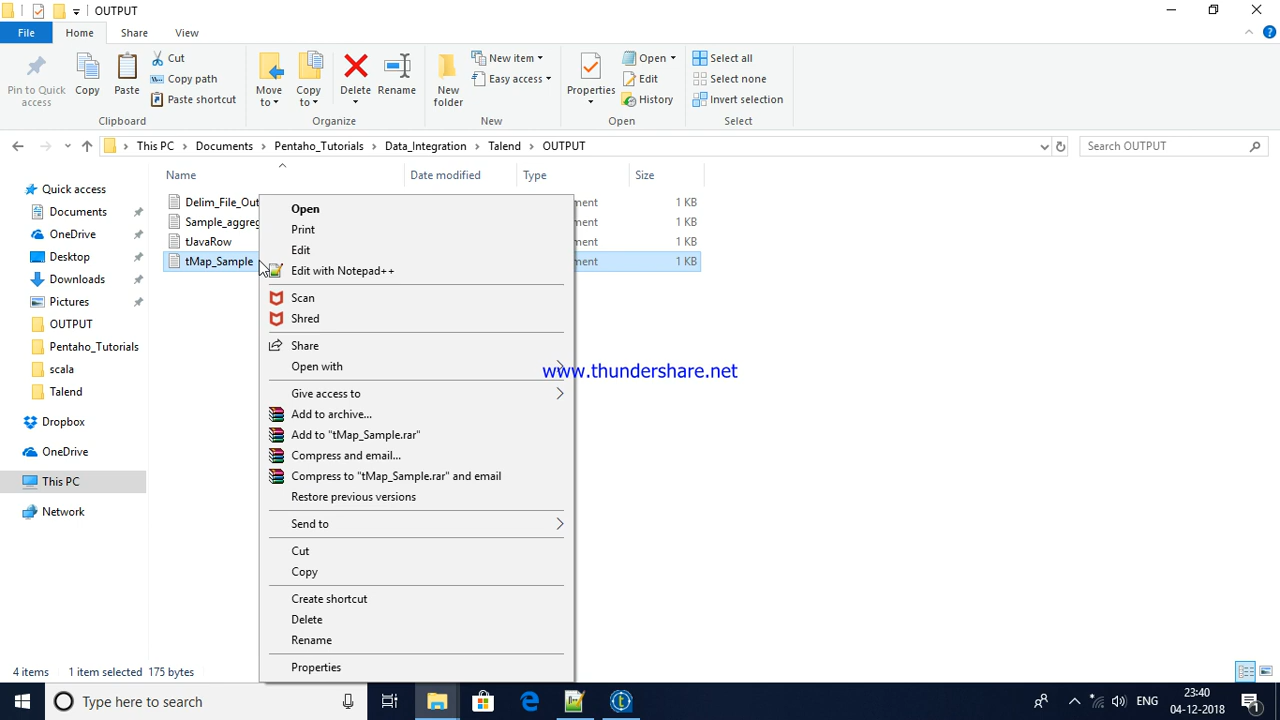 OUTPUT
File Home Share View
Pin to Quick access
Copy
Paste
Cut
Copy path
Paste shortcut
Move to
Copy to
Delete
Rename
New folder
New item
Easy access
Properties
Open
Edit
History
Select all
Select none
Invert selection
Clipboard Organize New Open Select
This PC Documents Pentaho_Tutorials Data_Integration Talend OUTPUT
Search OUTPUT
Name Date modified Type Size
Quick access
Documents
OneDrive
Desktop
Downloads
Pictures
OUTPUT
Pentaho_Tutorials
scala
Talend
Dropbox
OneDrive
This PC
Network
Delim_File_Out ment 1 KB
Sample_aggreg ment 1 KB
tJavaRow ment 1 KB
tMap_Sample ment 1 KB
Open
Print
Edit
Edit with Notepad++
Scan
Shred
Share
Open with
Give access to
Add to archive...
Add to "tMap_Sample.rar"
Compress and email...
Compress to "tMap_Sample.rar" and email
Restore previous versions
Send to
Cut
Copy
Create shortcut
Delete
Rename
Properties
www.thundershare.net
4 items 1 item selected 175 bytes
Type here to search
ENG
23:40
04-12-2018
1